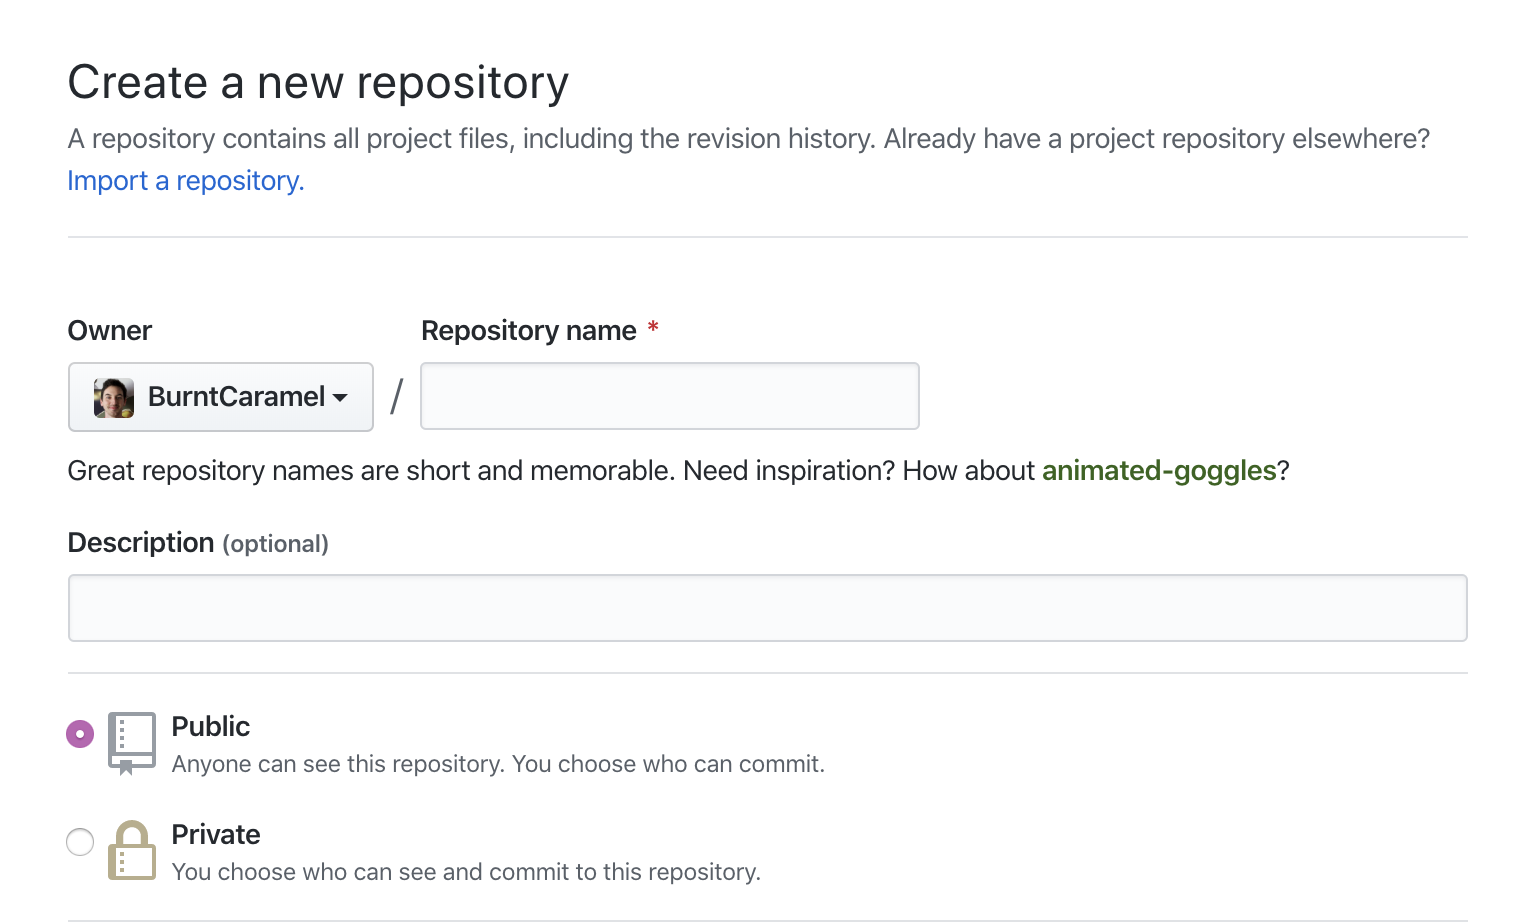 Create a new repository
A repository contains all project files, including the revision history. Already have a project repository elsewhere?
Import a repository.
Owner
Repository name *
BurntCaramel
/
Great repository names are short and memorable. Need inspiration? How about animated-goggles?
Description (optional)
Public
Anyone can see this repository. You choose who can commit.
Private
You choose who can see and commit to this repository.